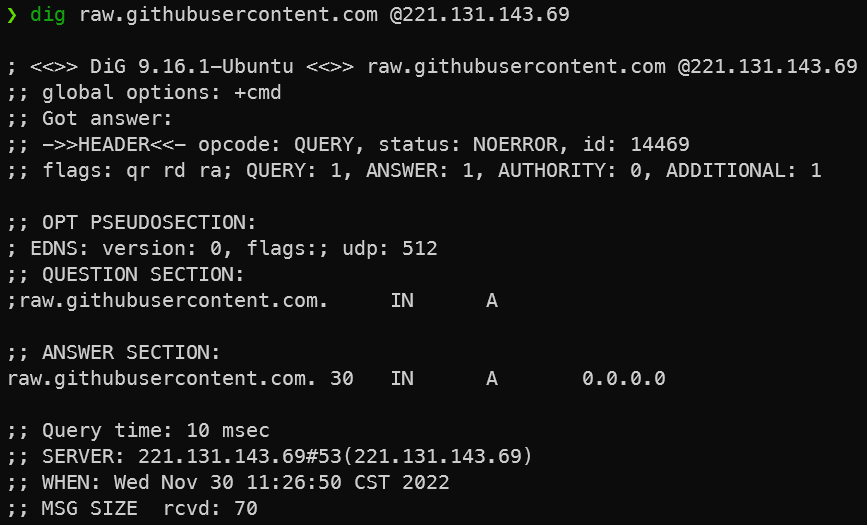 ❯ dig raw.githubusercontent.com @221.131.143.69

; <<>> DiG 9.16.1-Ubuntu <<>> raw.githubusercontent.com @221.131.143.69
;; global options: +cmd
;; Got answer:
;; ->>HEADER<<- opcode: QUERY, status: NOERROR, id: 14469
;; flags: qr rd ra; QUERY: 1, ANSWER: 1, AUTHORITY: 0, ADDITIONAL: 1

;; OPT PSEUDOSECTION:
; EDNS: version: 0, flags:; udp: 512
;; QUESTION SECTION:
;raw.githubusercontent.com.     IN      A

;; ANSWER SECTION:
raw.githubusercontent.com. 30   IN      A       0.0.0.0

;; Query time: 10 msec
;; SERVER: 221.131.143.69#53(221.131.143.69)
;; WHEN: Wed Nov 30 11:26:50 CST 2022
;; MSG SIZE  rcvd: 70